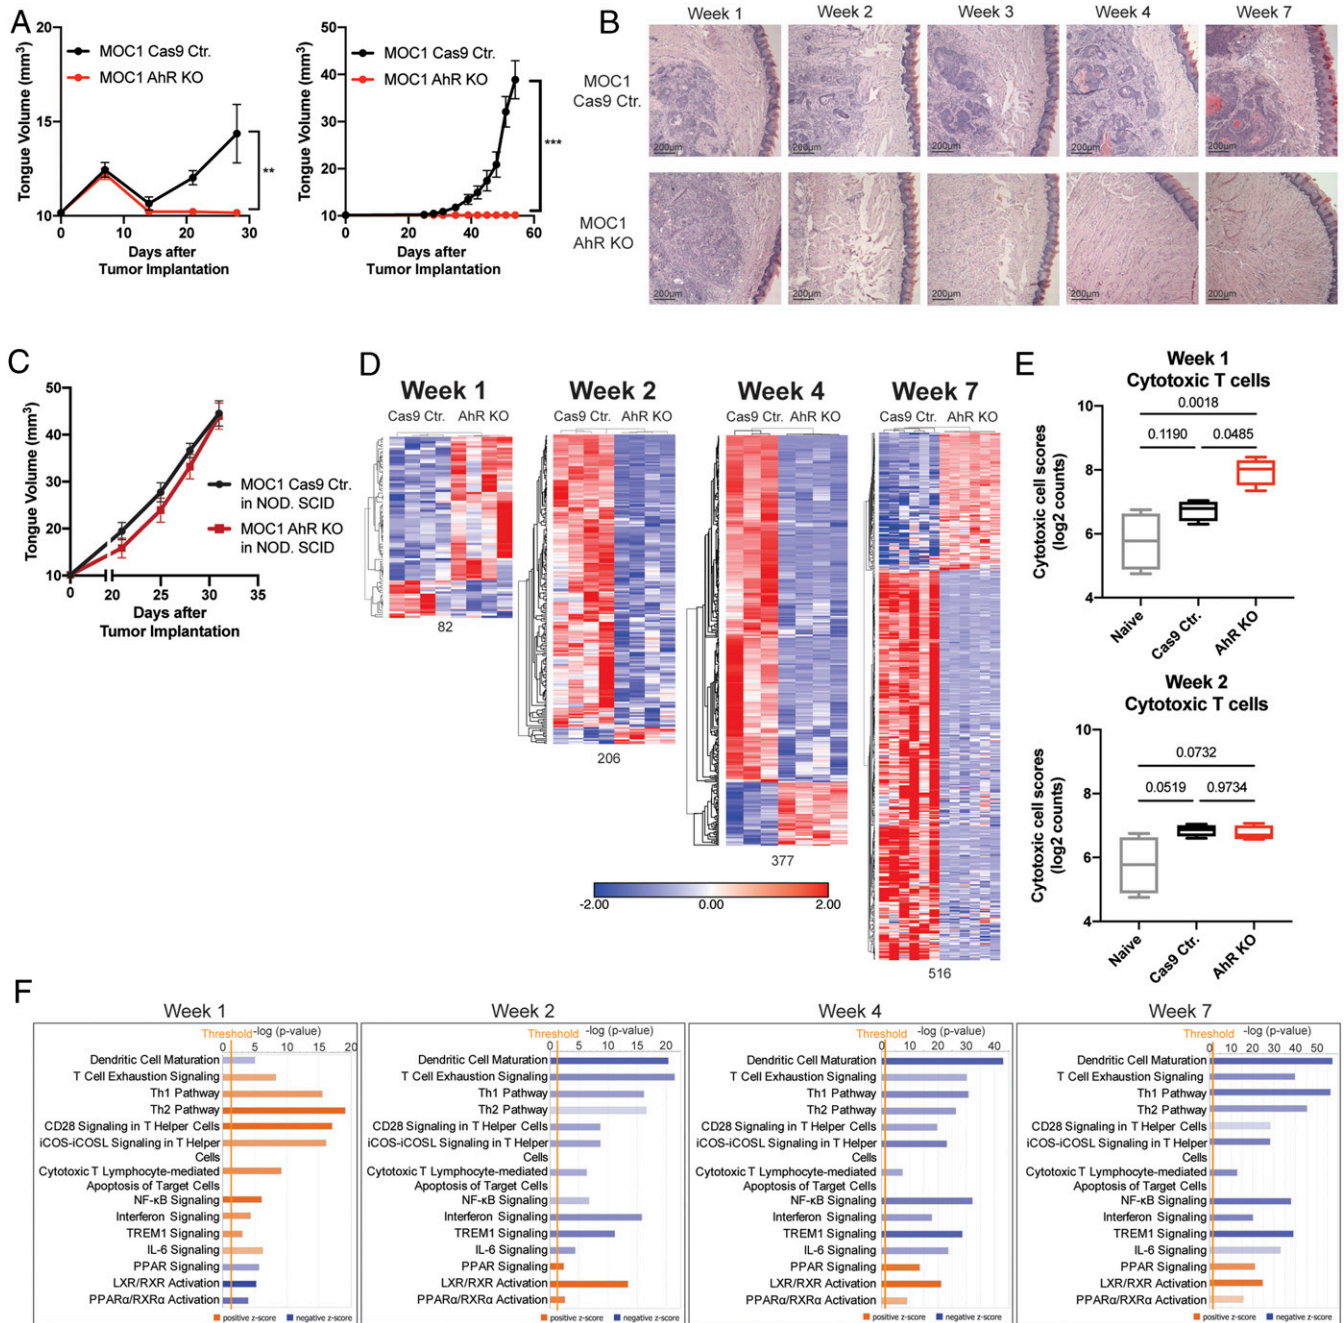 A
20
15
10
0
10
20
30
Tongue Volume (mm³)
Days after
Tumor Implantation
MOC1 Cas9 Ctr.
MOC1 AhR KO
**
50
40
30
20
10
0
20
40
60
Tongue Volume (mm³)
Days after
Tumor Implantation
MOC1 Cas9 Ctr.
MOC1 AhR KO
***
B
Week 1
Week 2
Week 3
Week 4
Week 7
MOC1
Cas9 Ctr.
200µm
200µm
200µm
200µm
200µm
MOC1
AhR KO
200µm
200µm
200µm
200µm
200µm
C
50
40
30
20
10
0
20
25
30
35
Tongue Volume (mm³)
Days after
Tumor Implantation
MOC1 Cas9 Ctr.
in NOD. SCID
MOC1 AhR KO
in NOD. SCID
D
Week 1
Cas9 Ctr. AhR KO
82
Week 2
Cas9 Ctr. AhR KO
206
Week 4
Cas9 Ctr. AhR KO
377
Week 7
Cas9 Ctr. AhR KO
516
-2.00
0.00
2.00
E
Week 1
Cytotoxic T cells
0.0018
0.1190
0.0485
10
8
6
4
Cytotoxic cell scores
(log2 counts)
Naive
Cas9 Ctr.
AhR KO
Week 2
Cytotoxic T cells
0.0732
0.0519
0.9734
10
8
6
4
Cytotoxic cell scores
(log2 counts)
Naive
Cas9 Ctr.
AhR KO
F
Week 1
Threshold -log (p-value)
0 5 10 15 20
Dendritic Cell Maturation
T Cell Exhaustion Signaling
Th1 Pathway
Th2 Pathway
CD28 Signaling in T Helper Cells
iCOS-iCOSL Signaling in T Helper
Cells
Cytotoxic T Lymphocyte-mediated
Apoptosis of Target Cells
NF-κB Signaling
Interferon Signaling
TREM1 Signaling
IL-6 Signaling
PPAR Signaling
LXR/RXR Activation
PPARα/RXRα Activation
positive z-score negative z-score
Week 2
Threshold -log (p-value)
0 5 10 15 20
Dendritic Cell Maturation
T Cell Exhaustion Signaling
Th1 Pathway
Th2 Pathway
CD28 Signaling in T Helper Cells
iCOS-iCOSL Signaling in T Helper
Cells
Cytotoxic T Lymphocyte-mediated
Apoptosis of Target Cells
NF-κB Signaling
Interferon Signaling
TREM1 Signaling
IL-6 Signaling
PPAR Signaling
LXR/RXR Activation
PPARα/RXRα Activation
positive z-score negative z-score
Week 4
Threshold -log (p-value)
0 10 20 30 40
Dendritic Cell Maturation
T Cell Exhaustion Signaling
Th1 Pathway
Th2 Pathway
CD28 Signaling in T Helper Cells
iCOS-iCOSL Signaling in T Helper
Cells
Cytotoxic T Lymphocyte-mediated
Apoptosis of Target Cells
NF-κB Signaling
Interferon Signaling
TREM1 Signaling
IL-6 Signaling
PPAR Signaling
LXR/RXR Activation
PPARα/RXRα Activation
positive z-score negative z-score
Week 7
Threshold -log (p-value)
0 10 20 30 40 50
Dendritic Cell Maturation
T Cell Exhaustion Signaling
Th1 Pathway
Th2 Pathway
CD28 Signaling in T Helper Cells
iCOS-iCOSL Signaling in T Helper
Cells
Cytotoxic T Lymphocyte-mediated
Apoptosis of Target Cells
NF-κB Signaling
Interferon Signaling
TREM1 Signaling
IL-6 Signaling
PPAR Signaling
LXR/RXR Activation
PPARα/RXRα Activation
positive z-score negative z-score